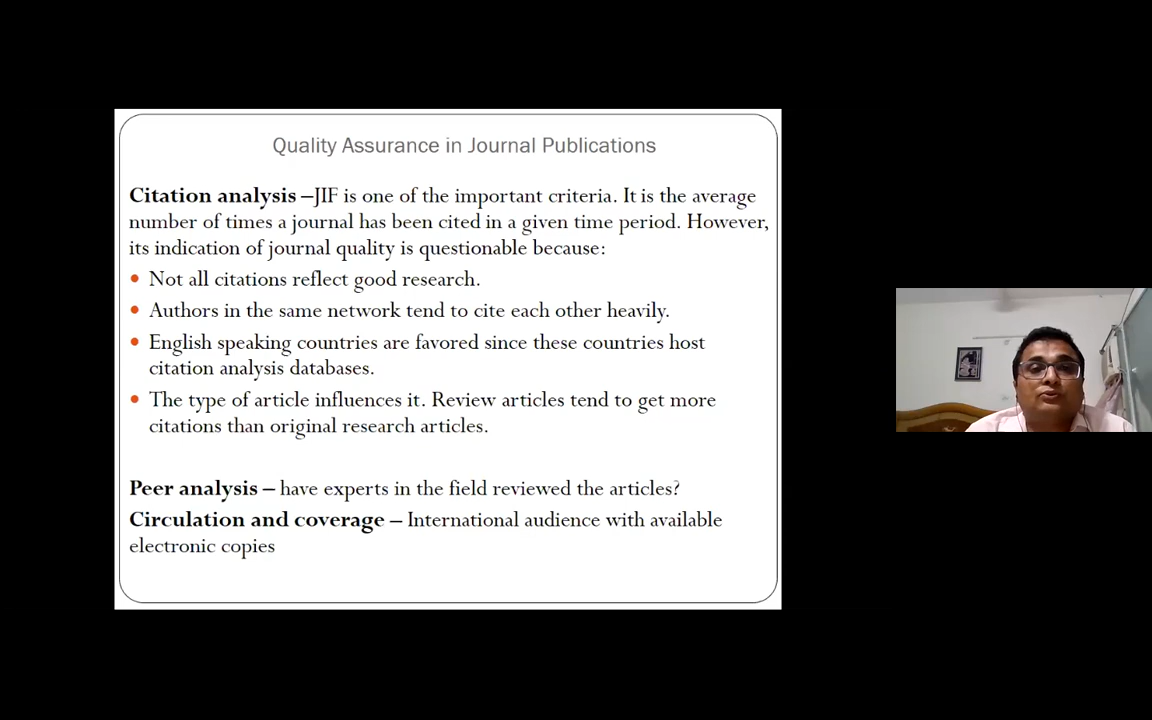 Quality Assurance in Journal Publications
Citation analysis –JIF is one of the important criteria. It is the average
number of times a journal has been cited in a given time period. However,
its indication of journal quality is questionable because:
Not all citations reflect good research.
Authors in the same network tend to cite each other heavily.
English speaking countries are favored since these countries host
citation analysis databases.
The type of article influences it. Review articles tend to get more
citations than original research articles.
Peer analysis – have experts in the field reviewed the articles?
Circulation and coverage – International audience with available
electronic copies